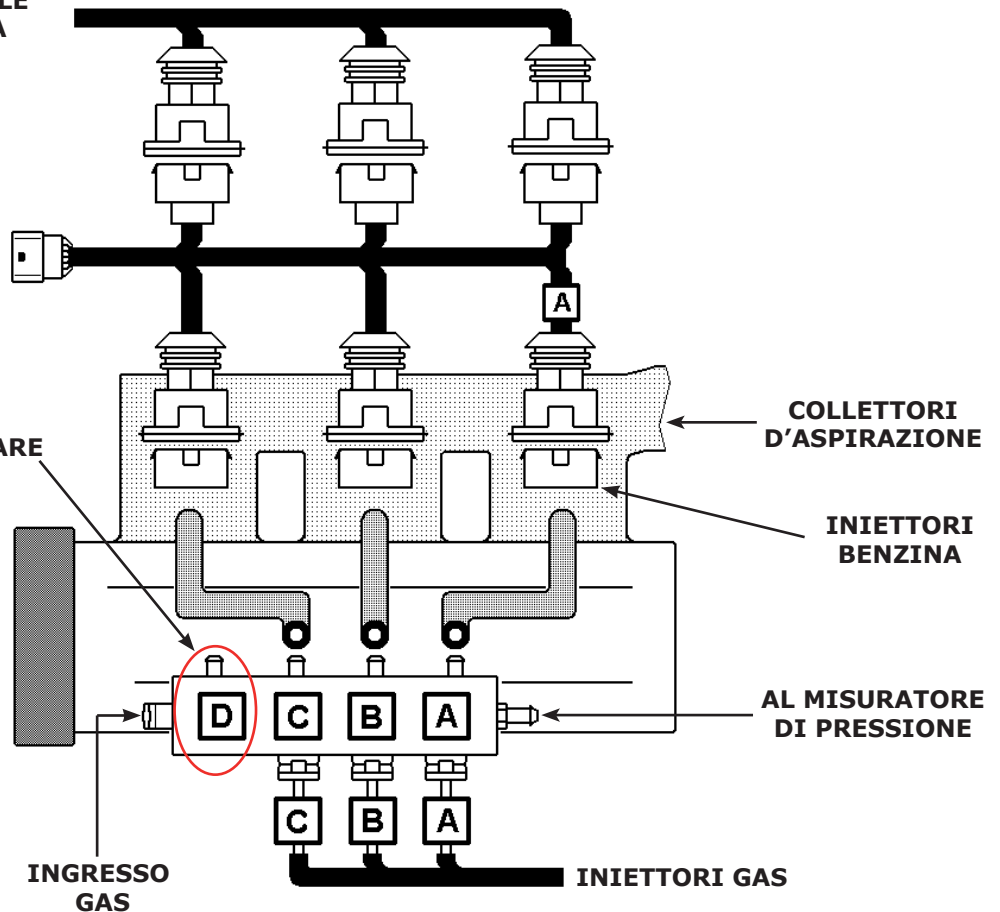 A
COLLETTORI
D'ASPIRAZIONE
INIETTORI
BENZINA
D
C
B
A
AL MISURATORE
DI PRESSIONE
C
B
A
INGRESSO
GAS
INIETTORI GAS